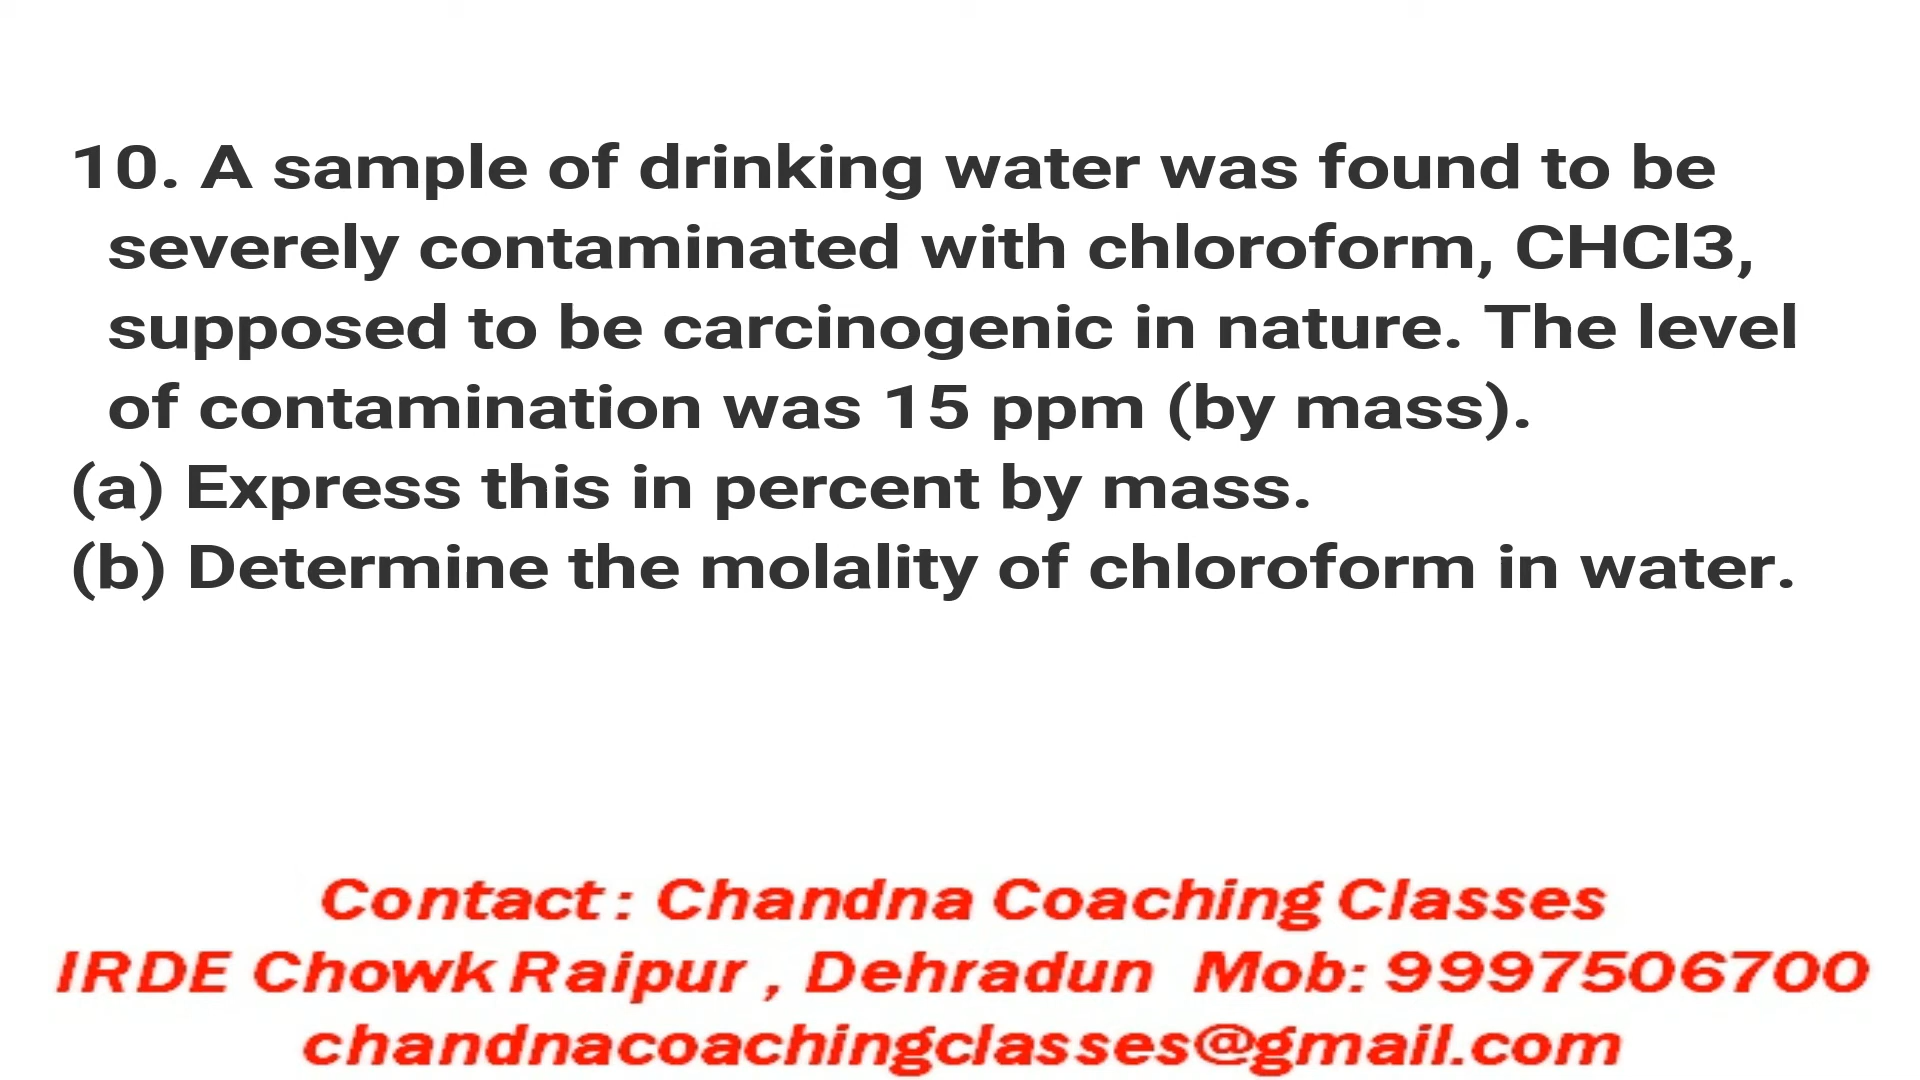 10. A sample of drinking water was found to be
severely contaminated with chloroform, CHCl3,
supposed to be carcinogenic in nature. The level
of contamination was 15 ppm (by mass).
(a) Express this in percent by mass.
(b) Determine the molality of chloroform in water.
Contact : Chandna Coaching Classes
IRDE Chowk Raipur , Dehradun Mob: 9997506700
chandnacoachingclasses@gmail.com